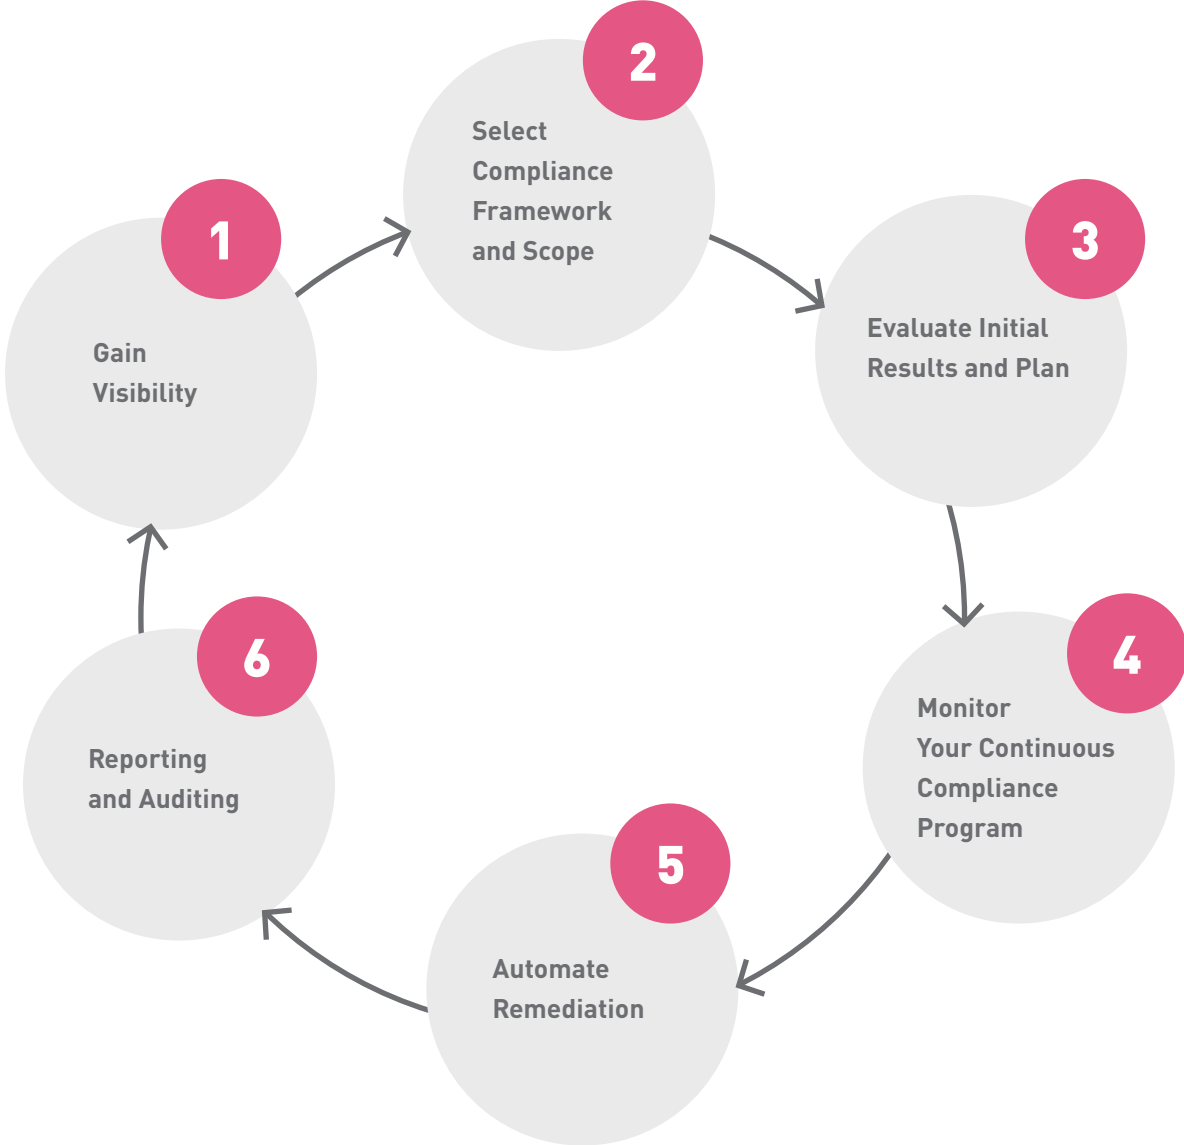 1
Gain
Visibility
2
Select
Compliance
Framework
and Scope
3
Evaluate Initial
Results and Plan
4
Monitor
Your Continuous
Compliance
Program
5
Automate
Remediation
6
Reporting
and Auditing